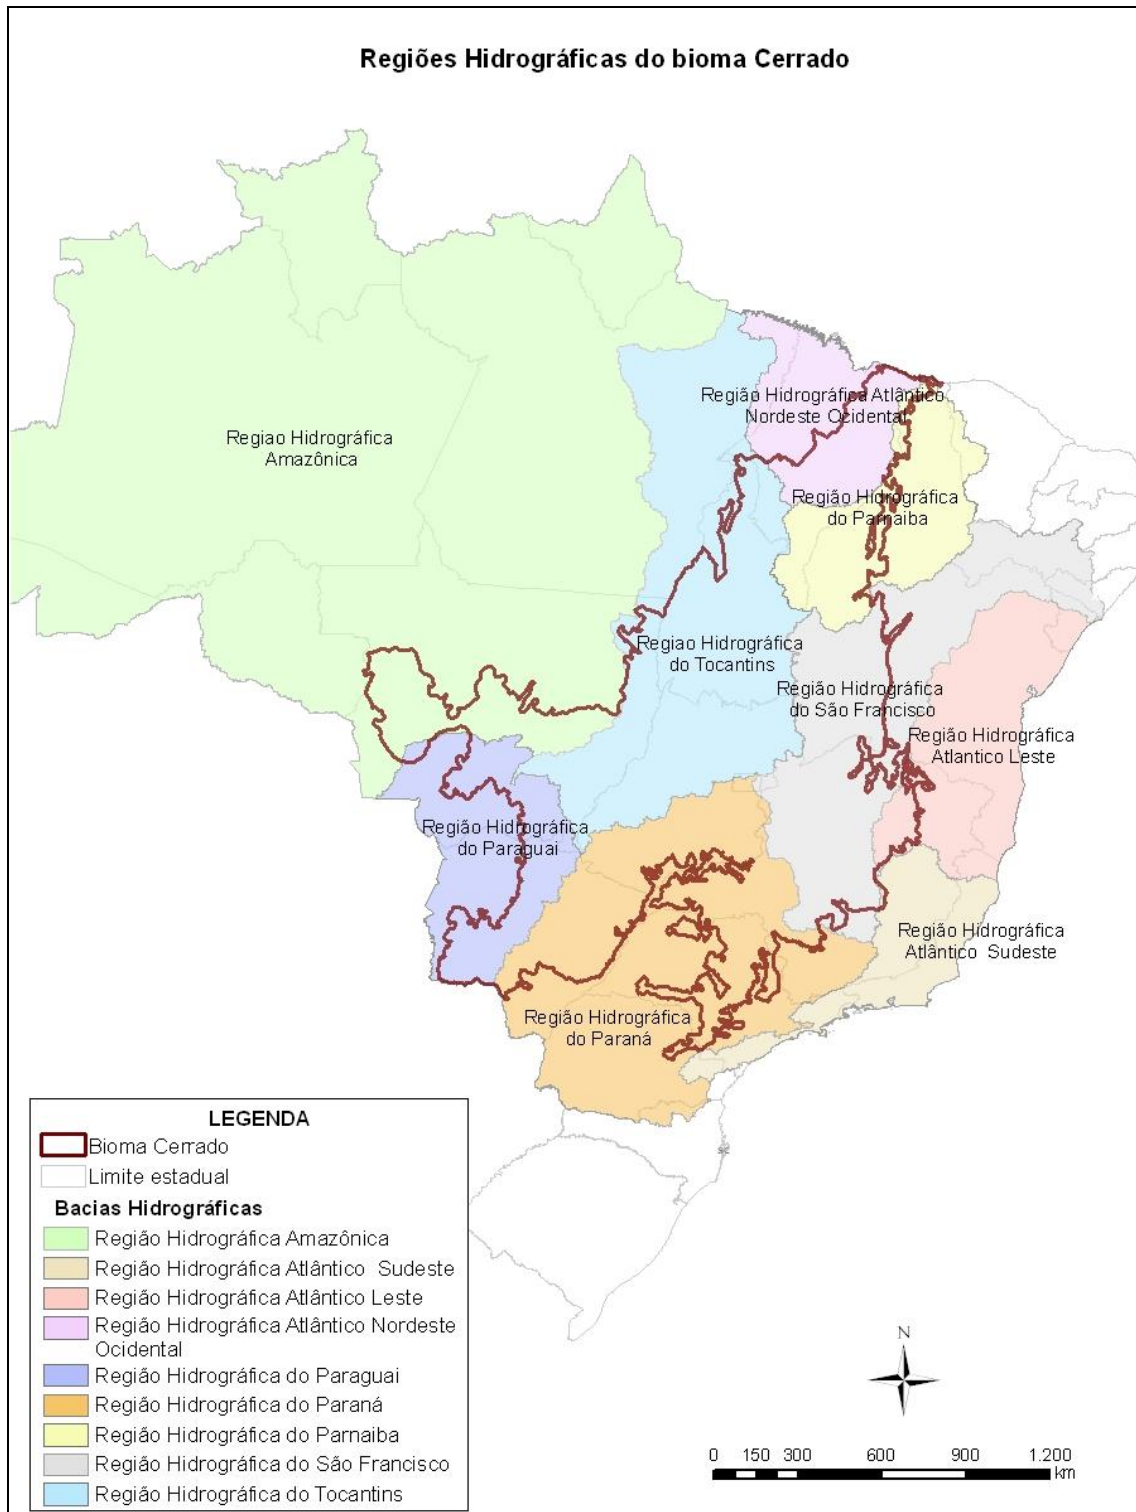 Regiões Hidrográficas do bioma Cerrado
Região Hidrográfica Atlântico
Nordeste Ocidental
Regiao Hidrográfica
Amazônica
Região Hidrográfica
do Parnaiba
Regiao Hidrográfica
do Tocantins
Região Hidrográfica
do São Francisco
Região Hidrográfica
Atlantico Leste
Região Hidrográfica
do Paraguai
Região Hidrográfica
Atlântico  Sudeste
Região Hidrográfica
do Paraná
LEGENDA
Bioma Cerrado
Limite estadual
Bacias Hidrográficas
Região Hidrográfica Amazônica
Região Hidrográfica Atlântico  Sudeste
Região Hidrográfica Atlântico Leste
Região Hidrográfica Atlântico Nordeste
Ocidental
Região Hidrográfica do Paraguai
Região Hidrográfica do Paraná
Região Hidrográfica do Parnaiba
Região Hidrográfica do São Francisco
Região Hidrográfica do Tocantins
N
0 150 300 600 900 1.200
km